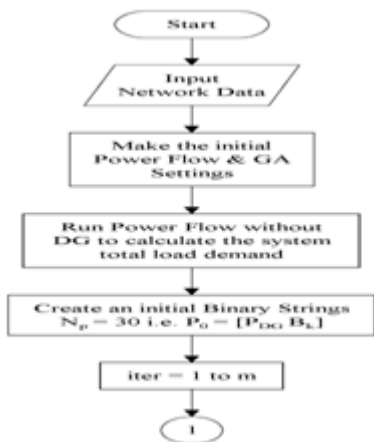 Start
Input
Network Data
Make the initial
Power Flow & GA
Settings
Run Power Flow without
DG to calculate the system
total load demand
Create an initial Binary Strings
Np = 30 i.e. P0 = [PDG Bk]
iter = 1 to m
1